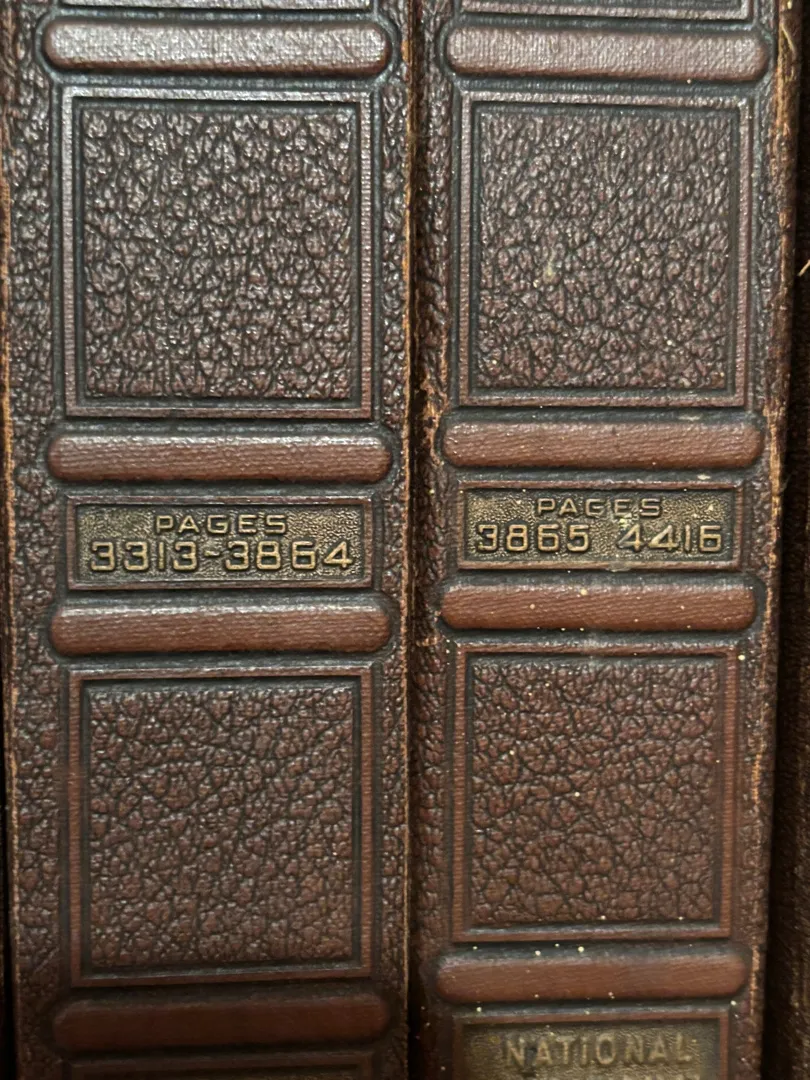 PAGES
3313-3864
PAGES
3865 4416
NATIONAL